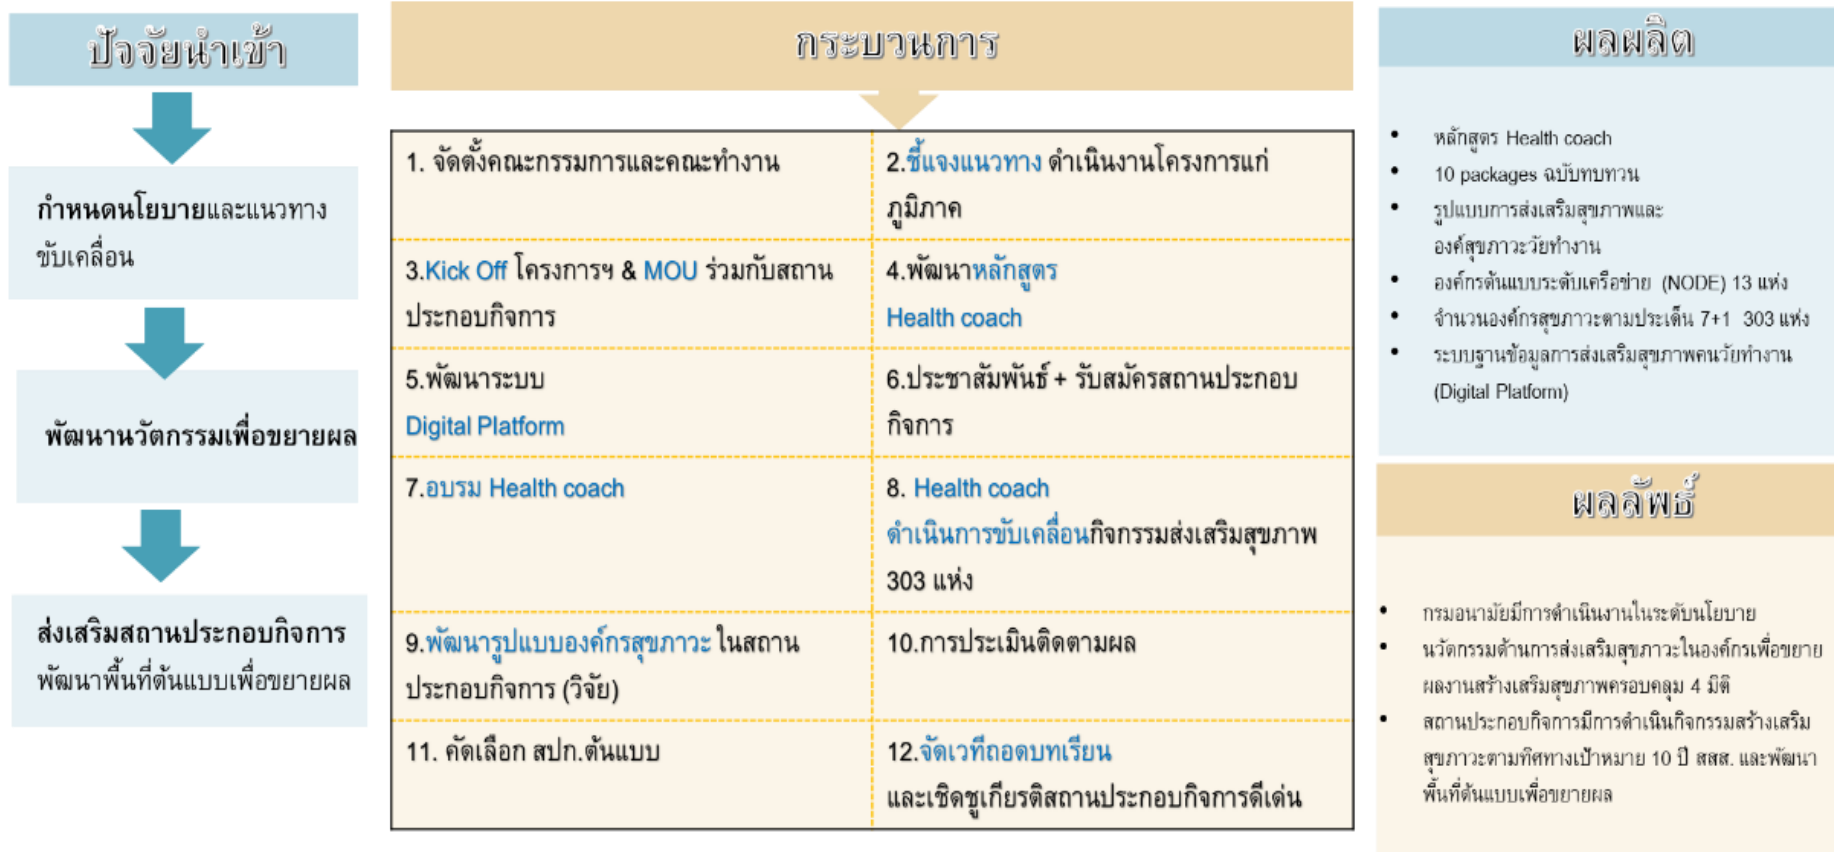 ปัจจัยนำเข้า
กำหนดนโยบายและแนวทาง
ขับเคลื่อน
พัฒนานวัตกรรมเพื่อขยายผล
ส่งเสริมสถานประกอบกิจการ
พัฒนาพื้นที่ต้นแบบเพื่อขยายผล
กระบวนการ
1. จัดตั้งคณะกรรมการและคณะทำงาน
2.ชี้แจงแนวทาง ดำเนินงานโครงการแก่
ภูมิภาค
3.Kick Off โครงการฯ & MOU ร่วมกับสถาน
ประกอบกิจการ
4.พัฒนาหลักสูตร
Health coach
5.พัฒนาระบบ
Digital Platform
6.ประชาสัมพันธ์ + รับสมัครสถานประกอบ
กิจการ
7.อบรม Health coach
8. Health coach
ดำเนินการขับเคลื่อนกิจกรรมส่งเสริมสุขภาพ
303 แห่ง
9.พัฒนารูปแบบองค์กรสุขภาวะ ในสถาน
ประกอบกิจการ (วิจัย)
10.การประเมินติดตามผล
11. คัดเลือก สปก.ต้นแบบ
12.จัดเวทีถอดบทเรียน
และเชิดชูเกียรติสถานประกอบกิจการดีเด่น
ผลผลิต
• หลักสูตร Health coach
• 10 packages ฉบับทบทวน
• รูปแบบการส่งเสริมสุขภาพและ
องค์สุขภาวะวัยทำงาน
• องค์กรต้นแบบระดับเครือข่าย (NODE) 13 แห่ง
• จำนวนองค์กรสุขภาวะตามประเด็น 7+1 303 แห่ง
• ระบบฐานข้อมูลการส่งเสริมสุขภาพคนวัยทำงาน
(Digital Platform)
ผลลัพธ์
• กรมอนามัยมีการดำเนินงานในระดับนโยบาย
• นวัตกรรมด้านการส่งเสริมสุขภาวะในองค์กรเพื่อขยาย
ผลงานสร้างเสริมสุขภาพครอบคลุม 4 มิติ
• สถานประกอบกิจการมีการดำเนินกิจกรรมสร้างเสริม
สุขภาวะตามทิศทางเป้าหมาย 10 ปี สสส. และพัฒนา
พื้นที่ต้นแบบเพื่อขยายผล